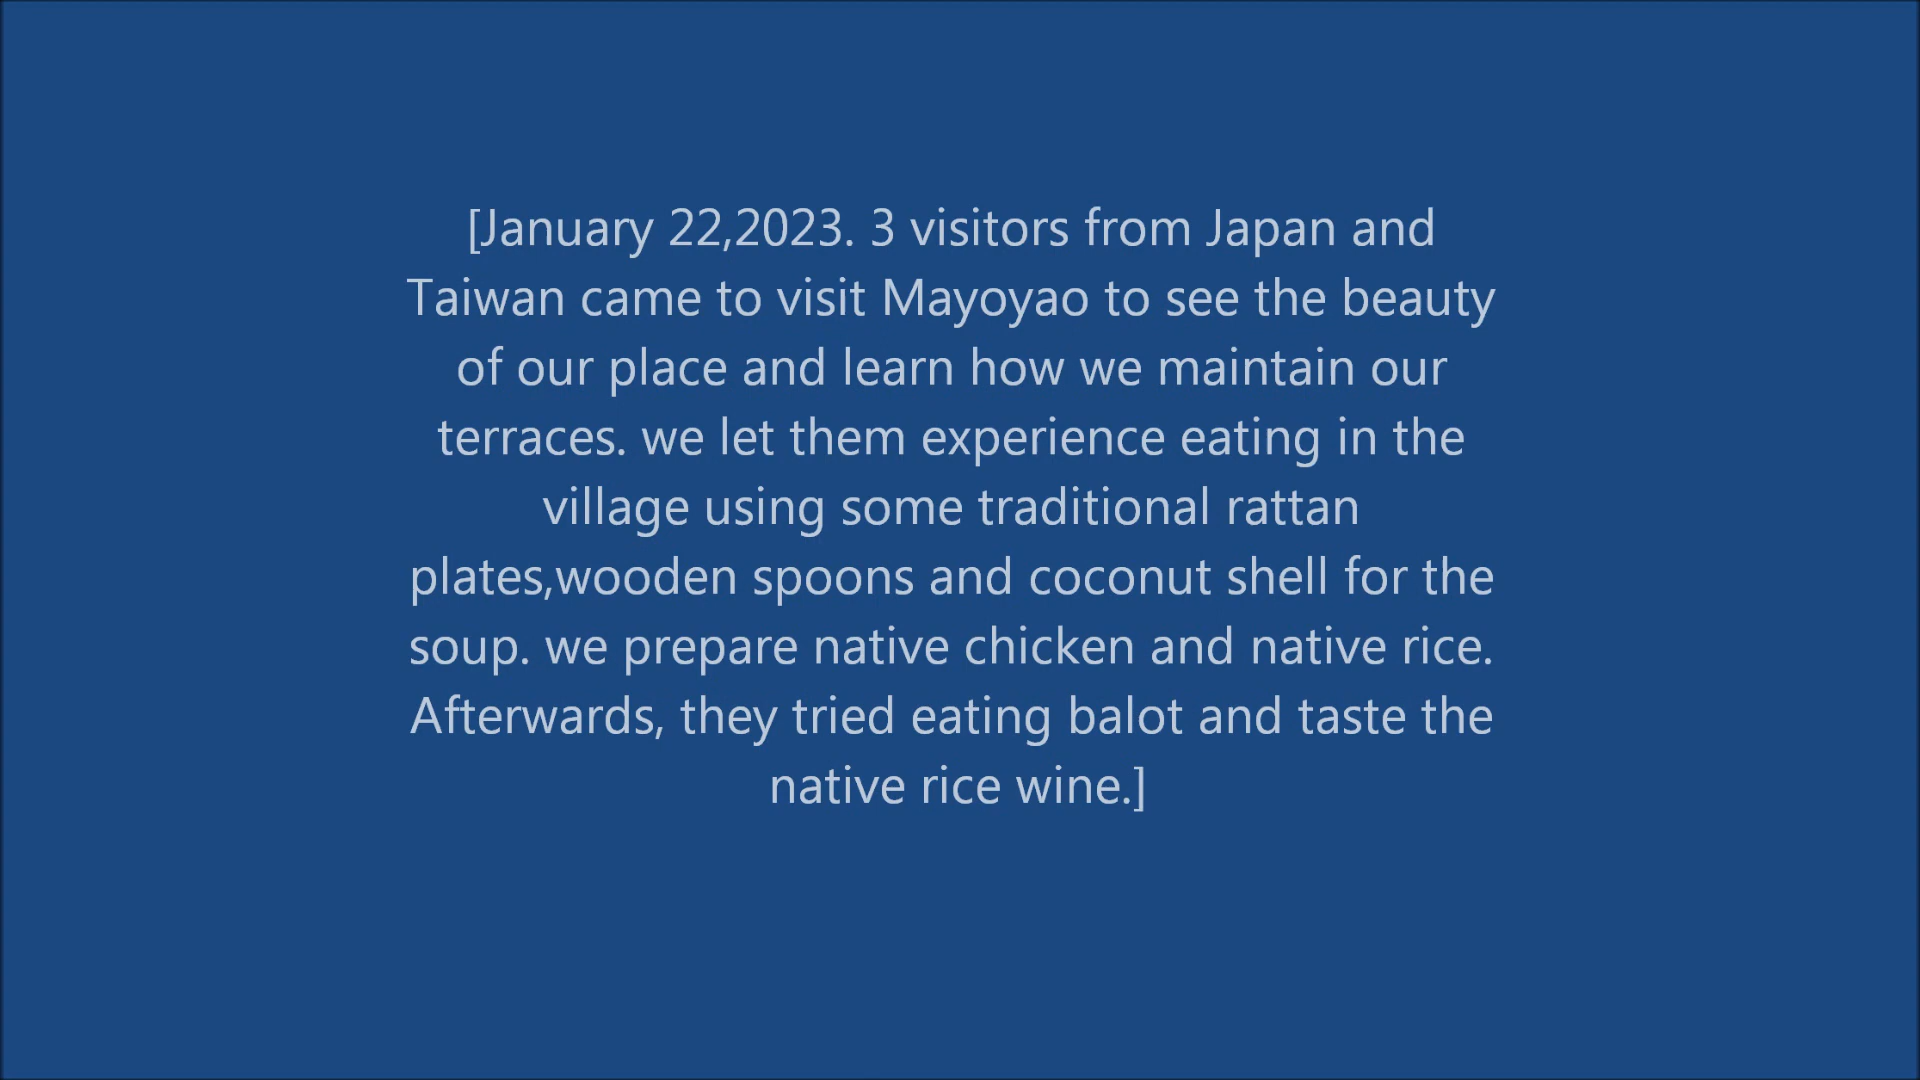 [January 22,2023. 3 visitors from Japan and
Taiwan came to visit Mayoyao to see the beauty
of our place and learn how we maintain our
terraces. we let them experience eating in the
village using some traditional rattan
plates,wooden spoons and coconut shell for the
soup. we prepare native chicken and native rice.
Afterwards, they tried eating balot and taste the
native rice wine.]